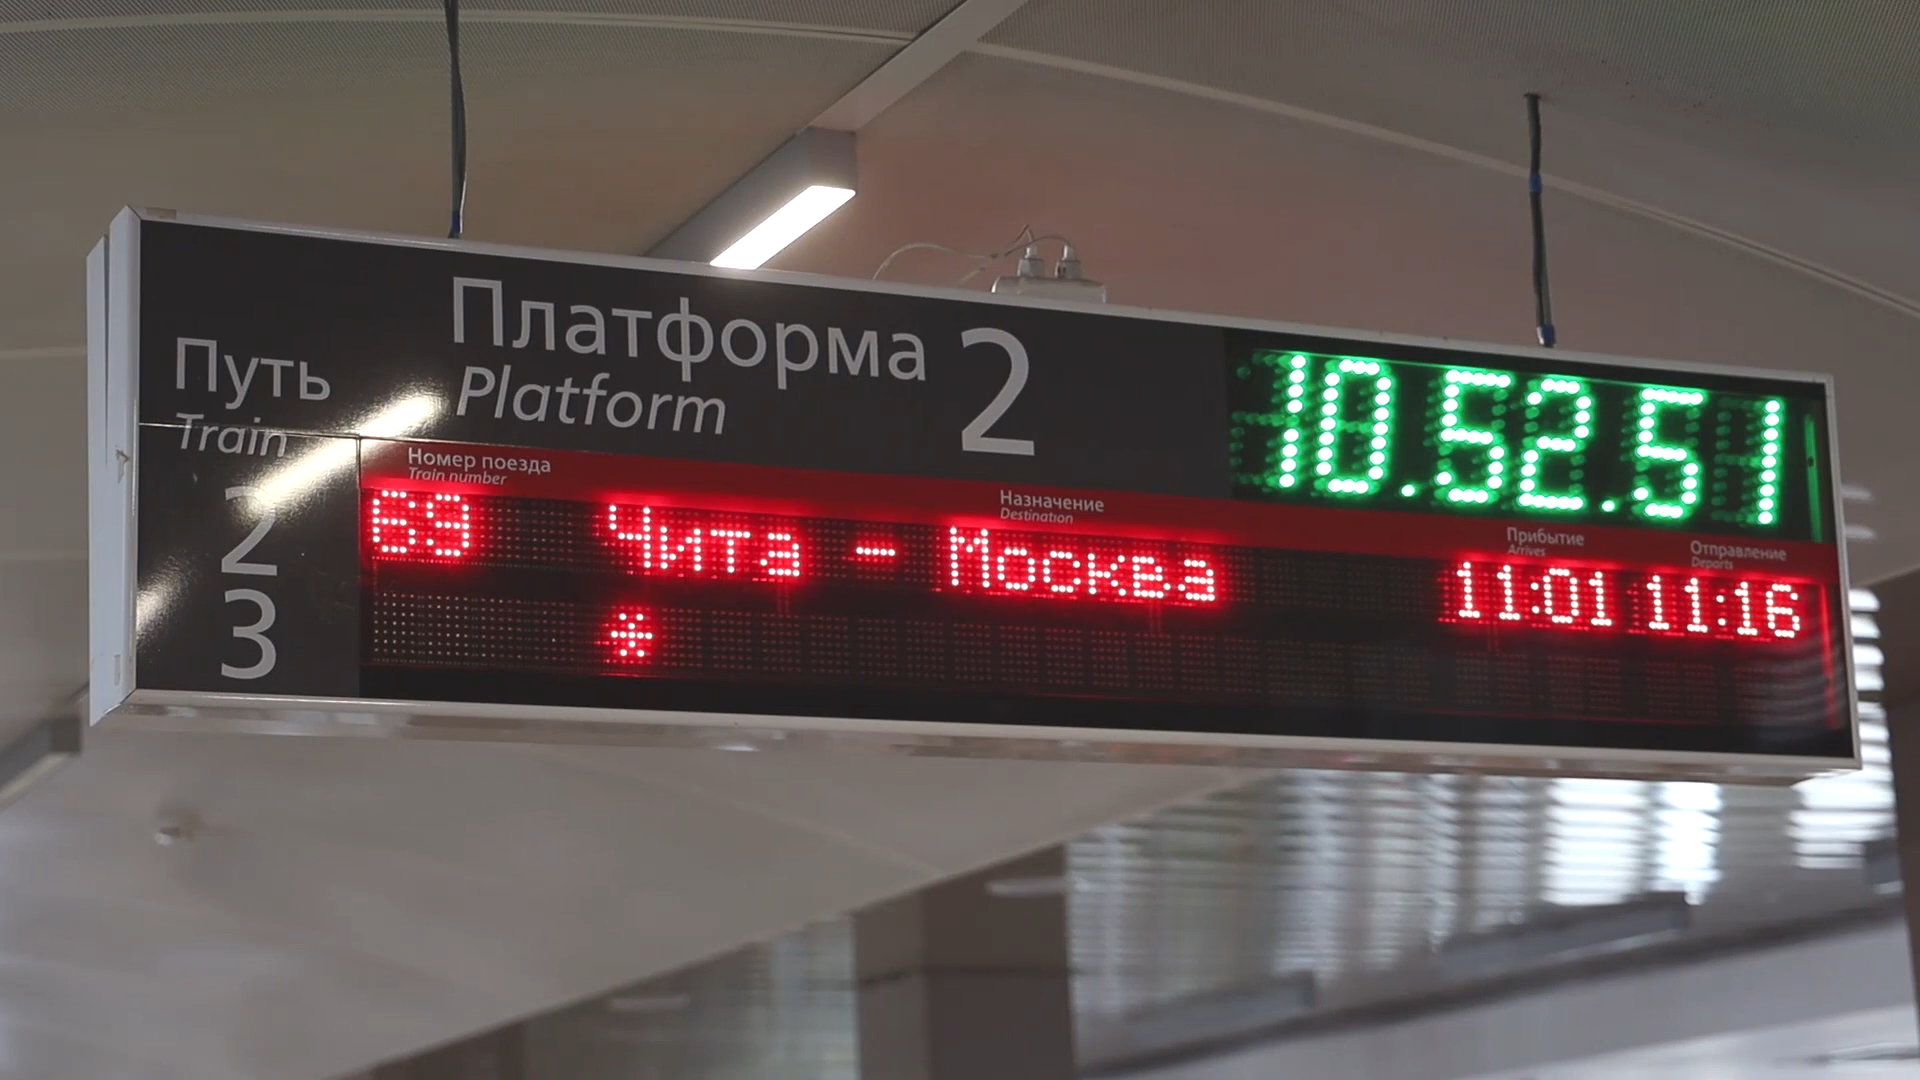 Платформа 2
Platform
Путь
Train
10.52.51
Номер поезда
Train number
Назначение
Destination
Прибытие
Arrives
Отправление
Departs
2 69 Чита - Москва 11:01 11:16
3 *